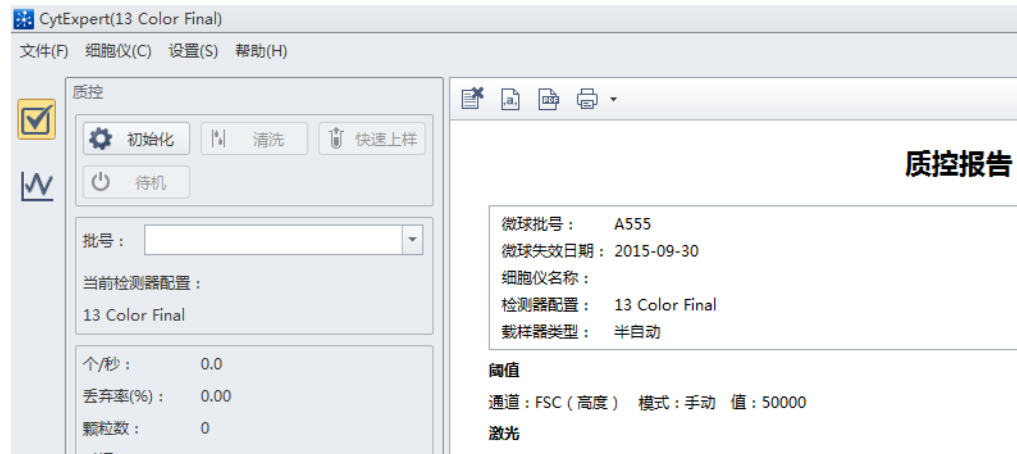 CytExpert(13 Color Final)
文件(F) 细胞仪(C) 设置(S) 帮助(H)
质控
初始化 清洗 快速上样
待机
批号：
当前检测器配置：
13 Color Final
个/秒： 0.0
丢弃率(%)： 0.00
颗粒数： 0
.a. PDF
质控报告
微球批号： A555
微球失效日期： 2015-09-30
细胞仪名称：
检测器配置： 13 Color Final
载样器类型： 半自动
阈值
通道：FSC（高度） 模式：手动 值：50000
激光